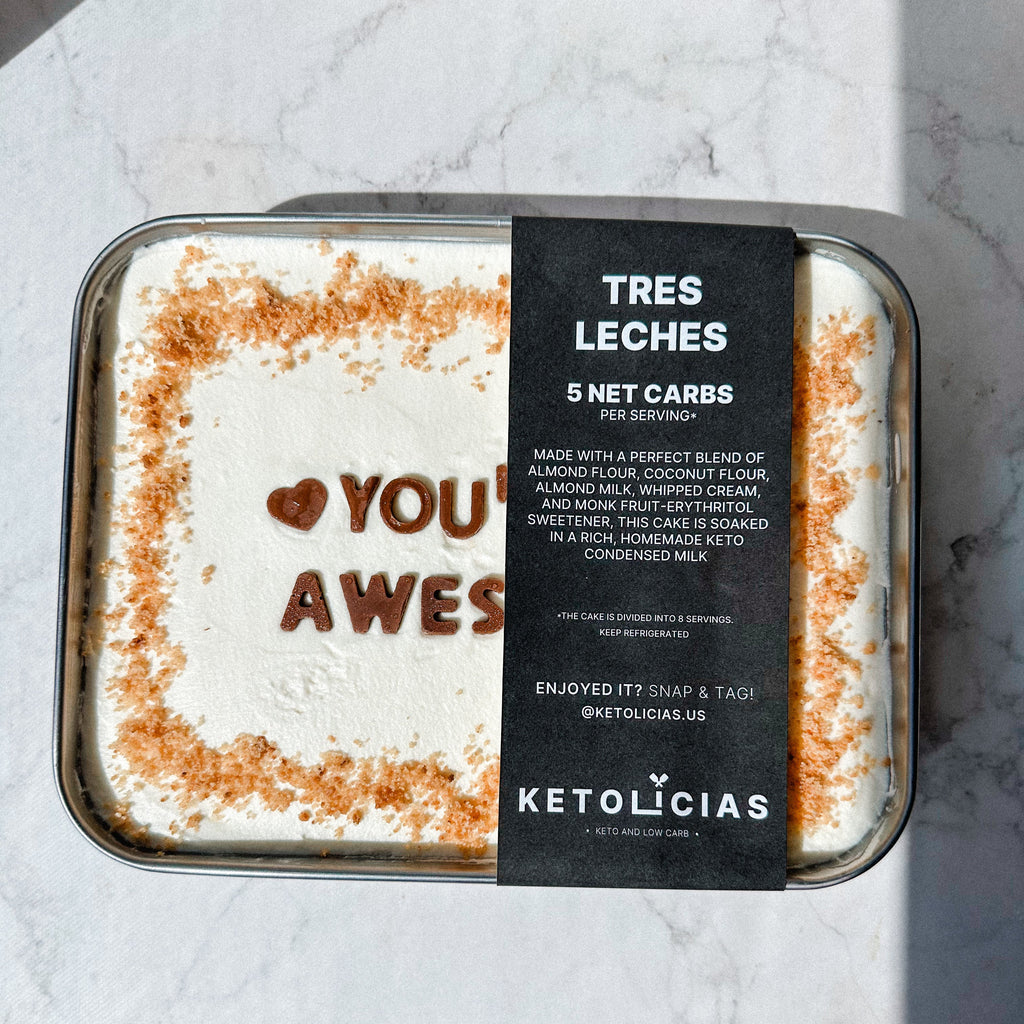 YOU'
AWES
TRES
LECHES
5 NET CARBS
PER SERVING*
MADE WITH A PERFECT BLEND OF
ALMOND FLOUR, COCONUT FLOUR,
ALMOND MILK, WHIPPED CREAM,
AND MONK FRUIT-ERYTHRITOL
SWEETENER, THIS CAKE IS SOAKED
IN A RICH, HOMEMADE KETO
CONDENSED MILK
*THE CAKE IS DIVIDED INTO 8 SERVINGS.
KEEP REFRIGERATED
ENJOYED IT? SNAP & TAG!
@KETOLICIAS.US
KETOLICIAS
• KETO AND LOW CARB •